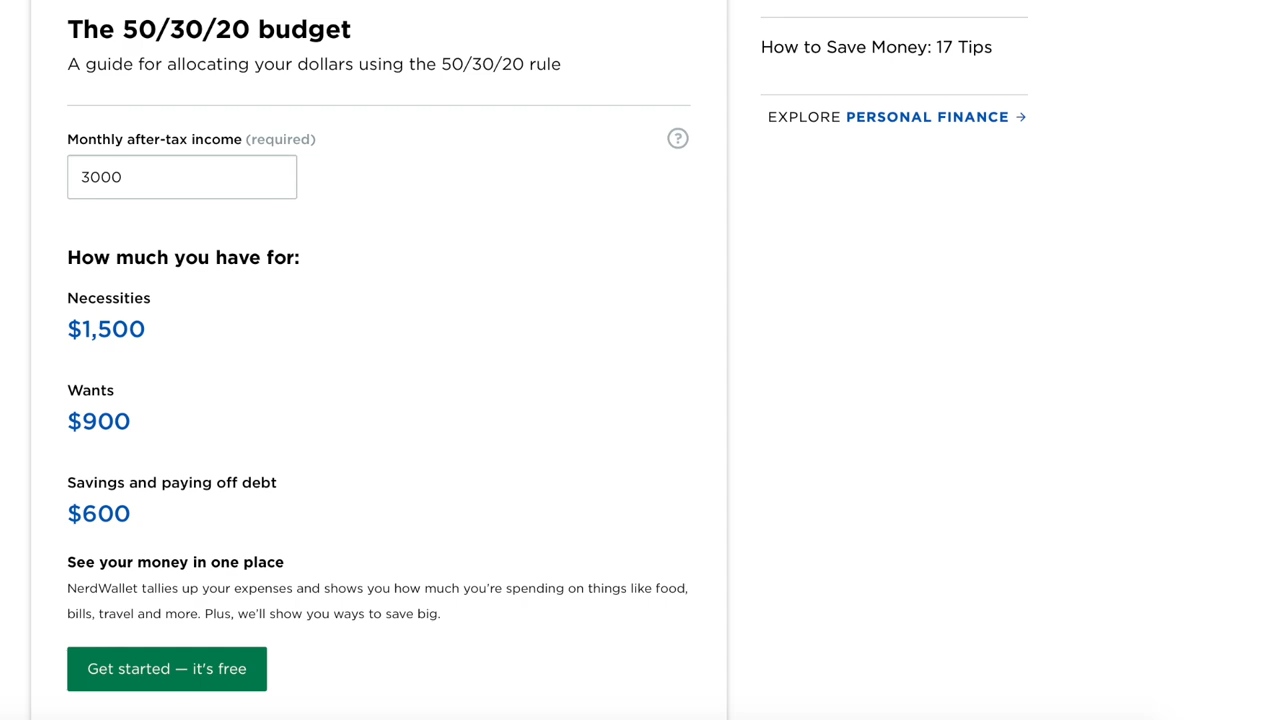 The 50/30/20 budget
A guide for allocating your dollars using the 50/30/20 rule
Monthly after-tax income (required)
?
3000
How much you have for:
Necessities
$1,500
Wants
$900
Savings and paying off debt
$600
See your money in one place
NerdWallet tallies up your expenses and shows you how much you’re spending on things like food,
bills, travel and more. Plus, we’ll show you ways to save big.
Get started — it's free
How to Save Money: 17 Tips
EXPLORE PERSONAL FINANCE →